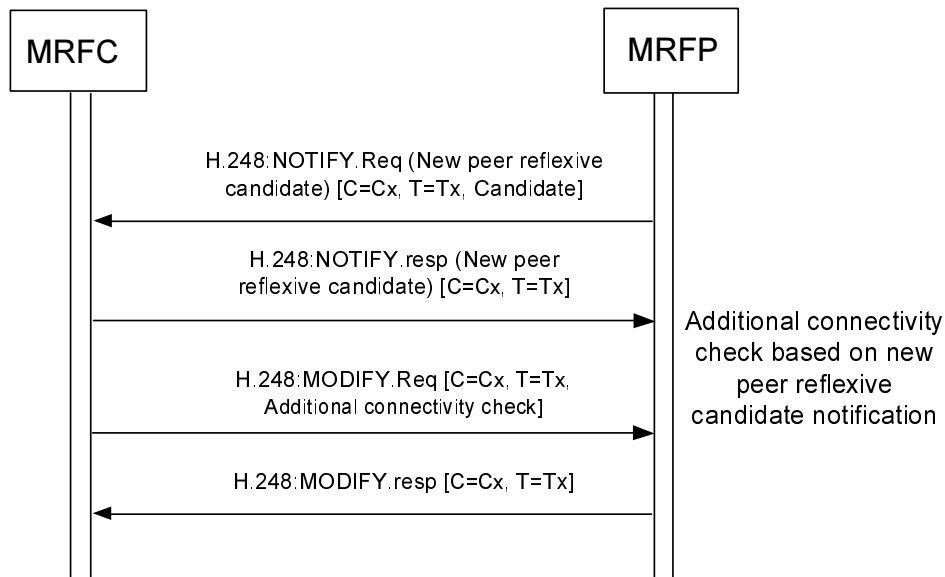 MRFC
MRFP
H.248:NOTIFY.Req (New peer reflexive
candidate) [C=Cx, T=Tx, Candidate]
H.248:NOTIFY.resp (New peer
reflexive candidate) [C=Cx, T=Tx]
Additional connectivity
check based on new
peer reflexive
candidate notification
H.248:MODIFY.Req [C=Cx, T=Tx,
Additional connectivity check]
H.248:MODIFY.resp [C=Cx, T=Tx]